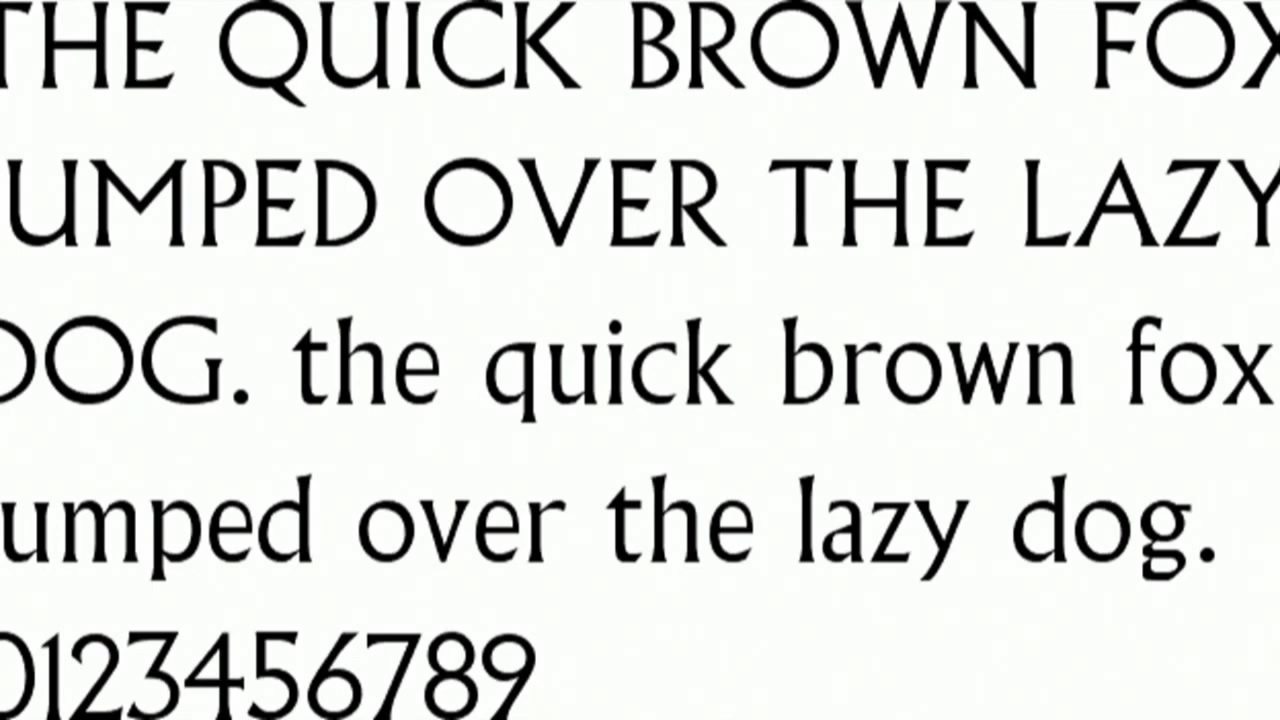 THE QUICK BROWN FOX
UMPED OVER THE LAZY
DOG. the quick brown fox
umped over the lazy dog.
0123456789